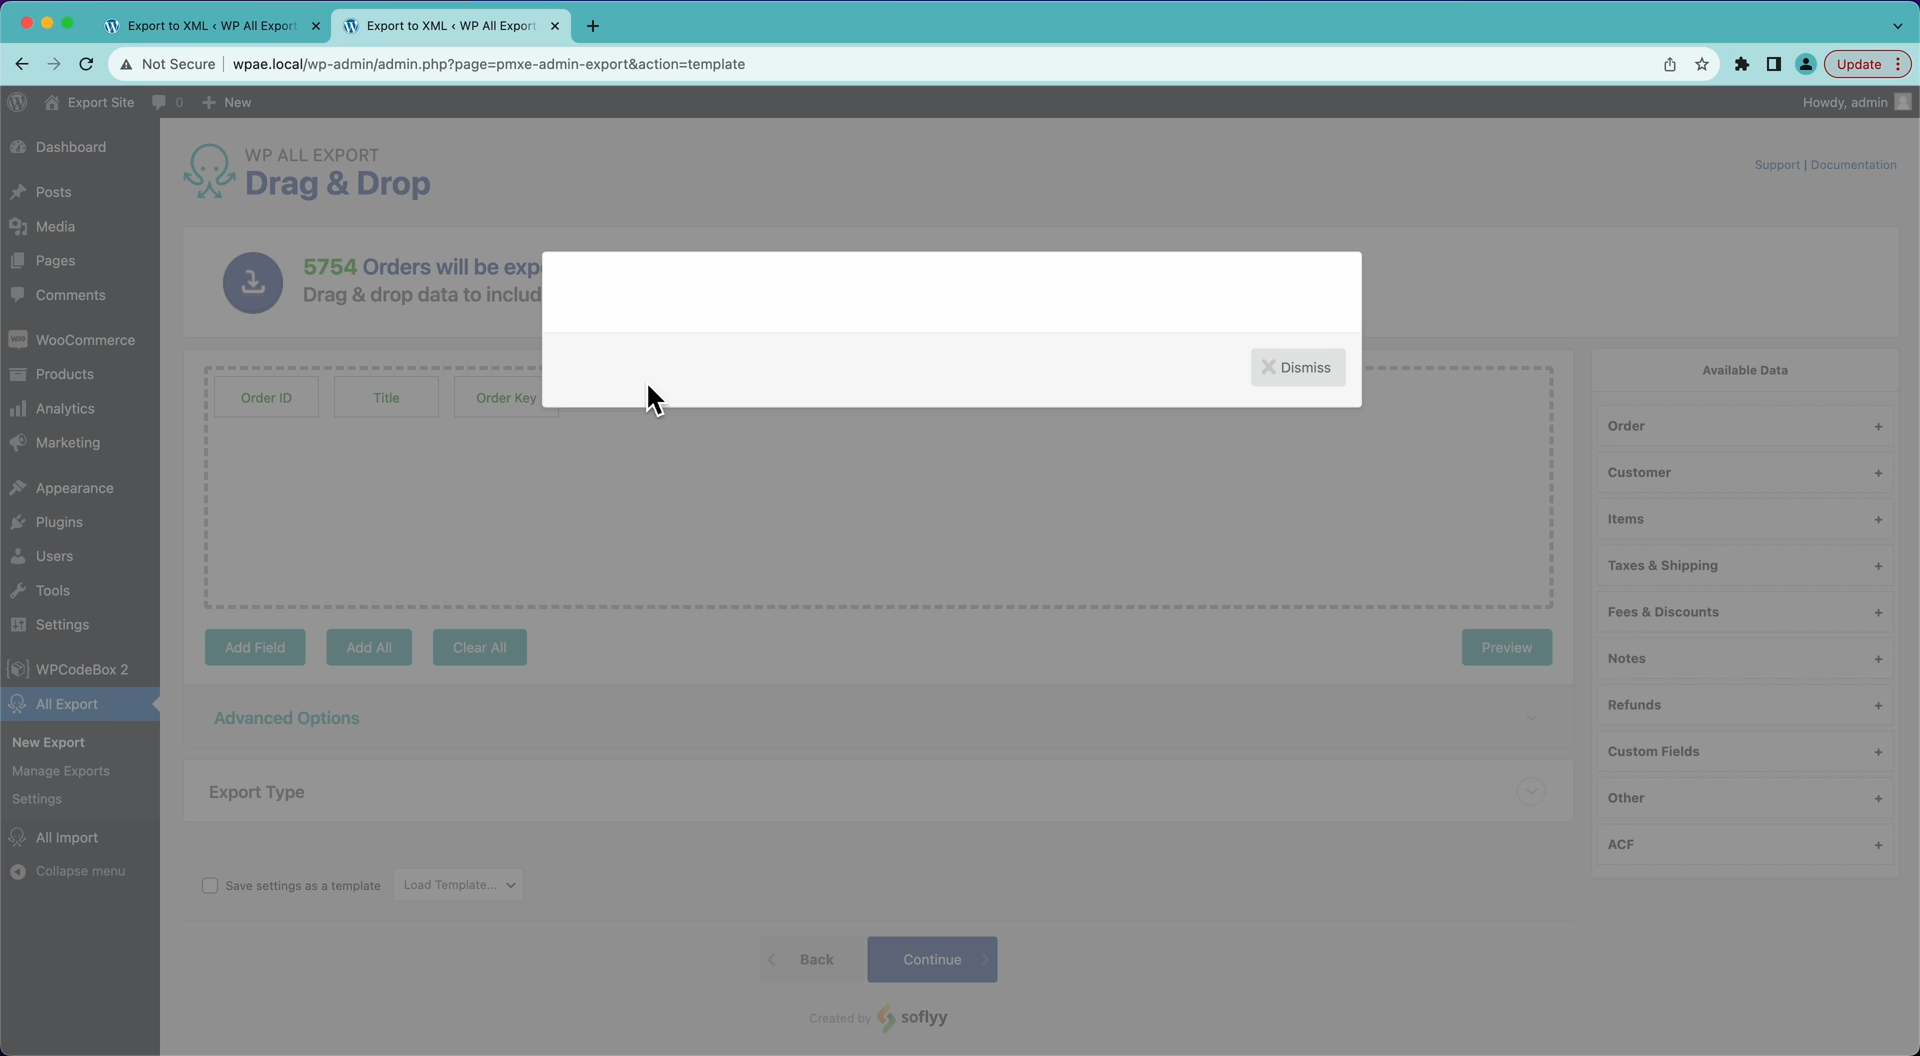 Export to XML ‹ WP All Export
Export to XML ‹ WP All Export
Not Secure
wpae.local/wp-admin/admin.php?page=pmxe-admin-export&action=template
Update
Export Site
0
New
Howdy, admin
Dashboard
Posts
Media
Pages
Comments
WooCommerce
Products
Analytics
Marketing
Appearance
Plugins
Users
Tools
Settings
WPCodeBox 2
All Export
New Export
Manage Exports
Settings
All Import
Collapse menu
WP ALL EXPORT
Drag & Drop
Support | Documentation
5754 Orders will be exp
Drag & drop data to includ
Dismiss
Order ID
Title
Order Key
Add Field
Add All
Clear All
Preview
Advanced Options
Export Type
Save settings as a template
Load Template...
Back
Continue
Created by soflyy
Available Data
Order +
Customer +
Items +
Taxes & Shipping +
Fees & Discounts +
Notes +
Refunds +
Custom Fields +
Other +
ACF +